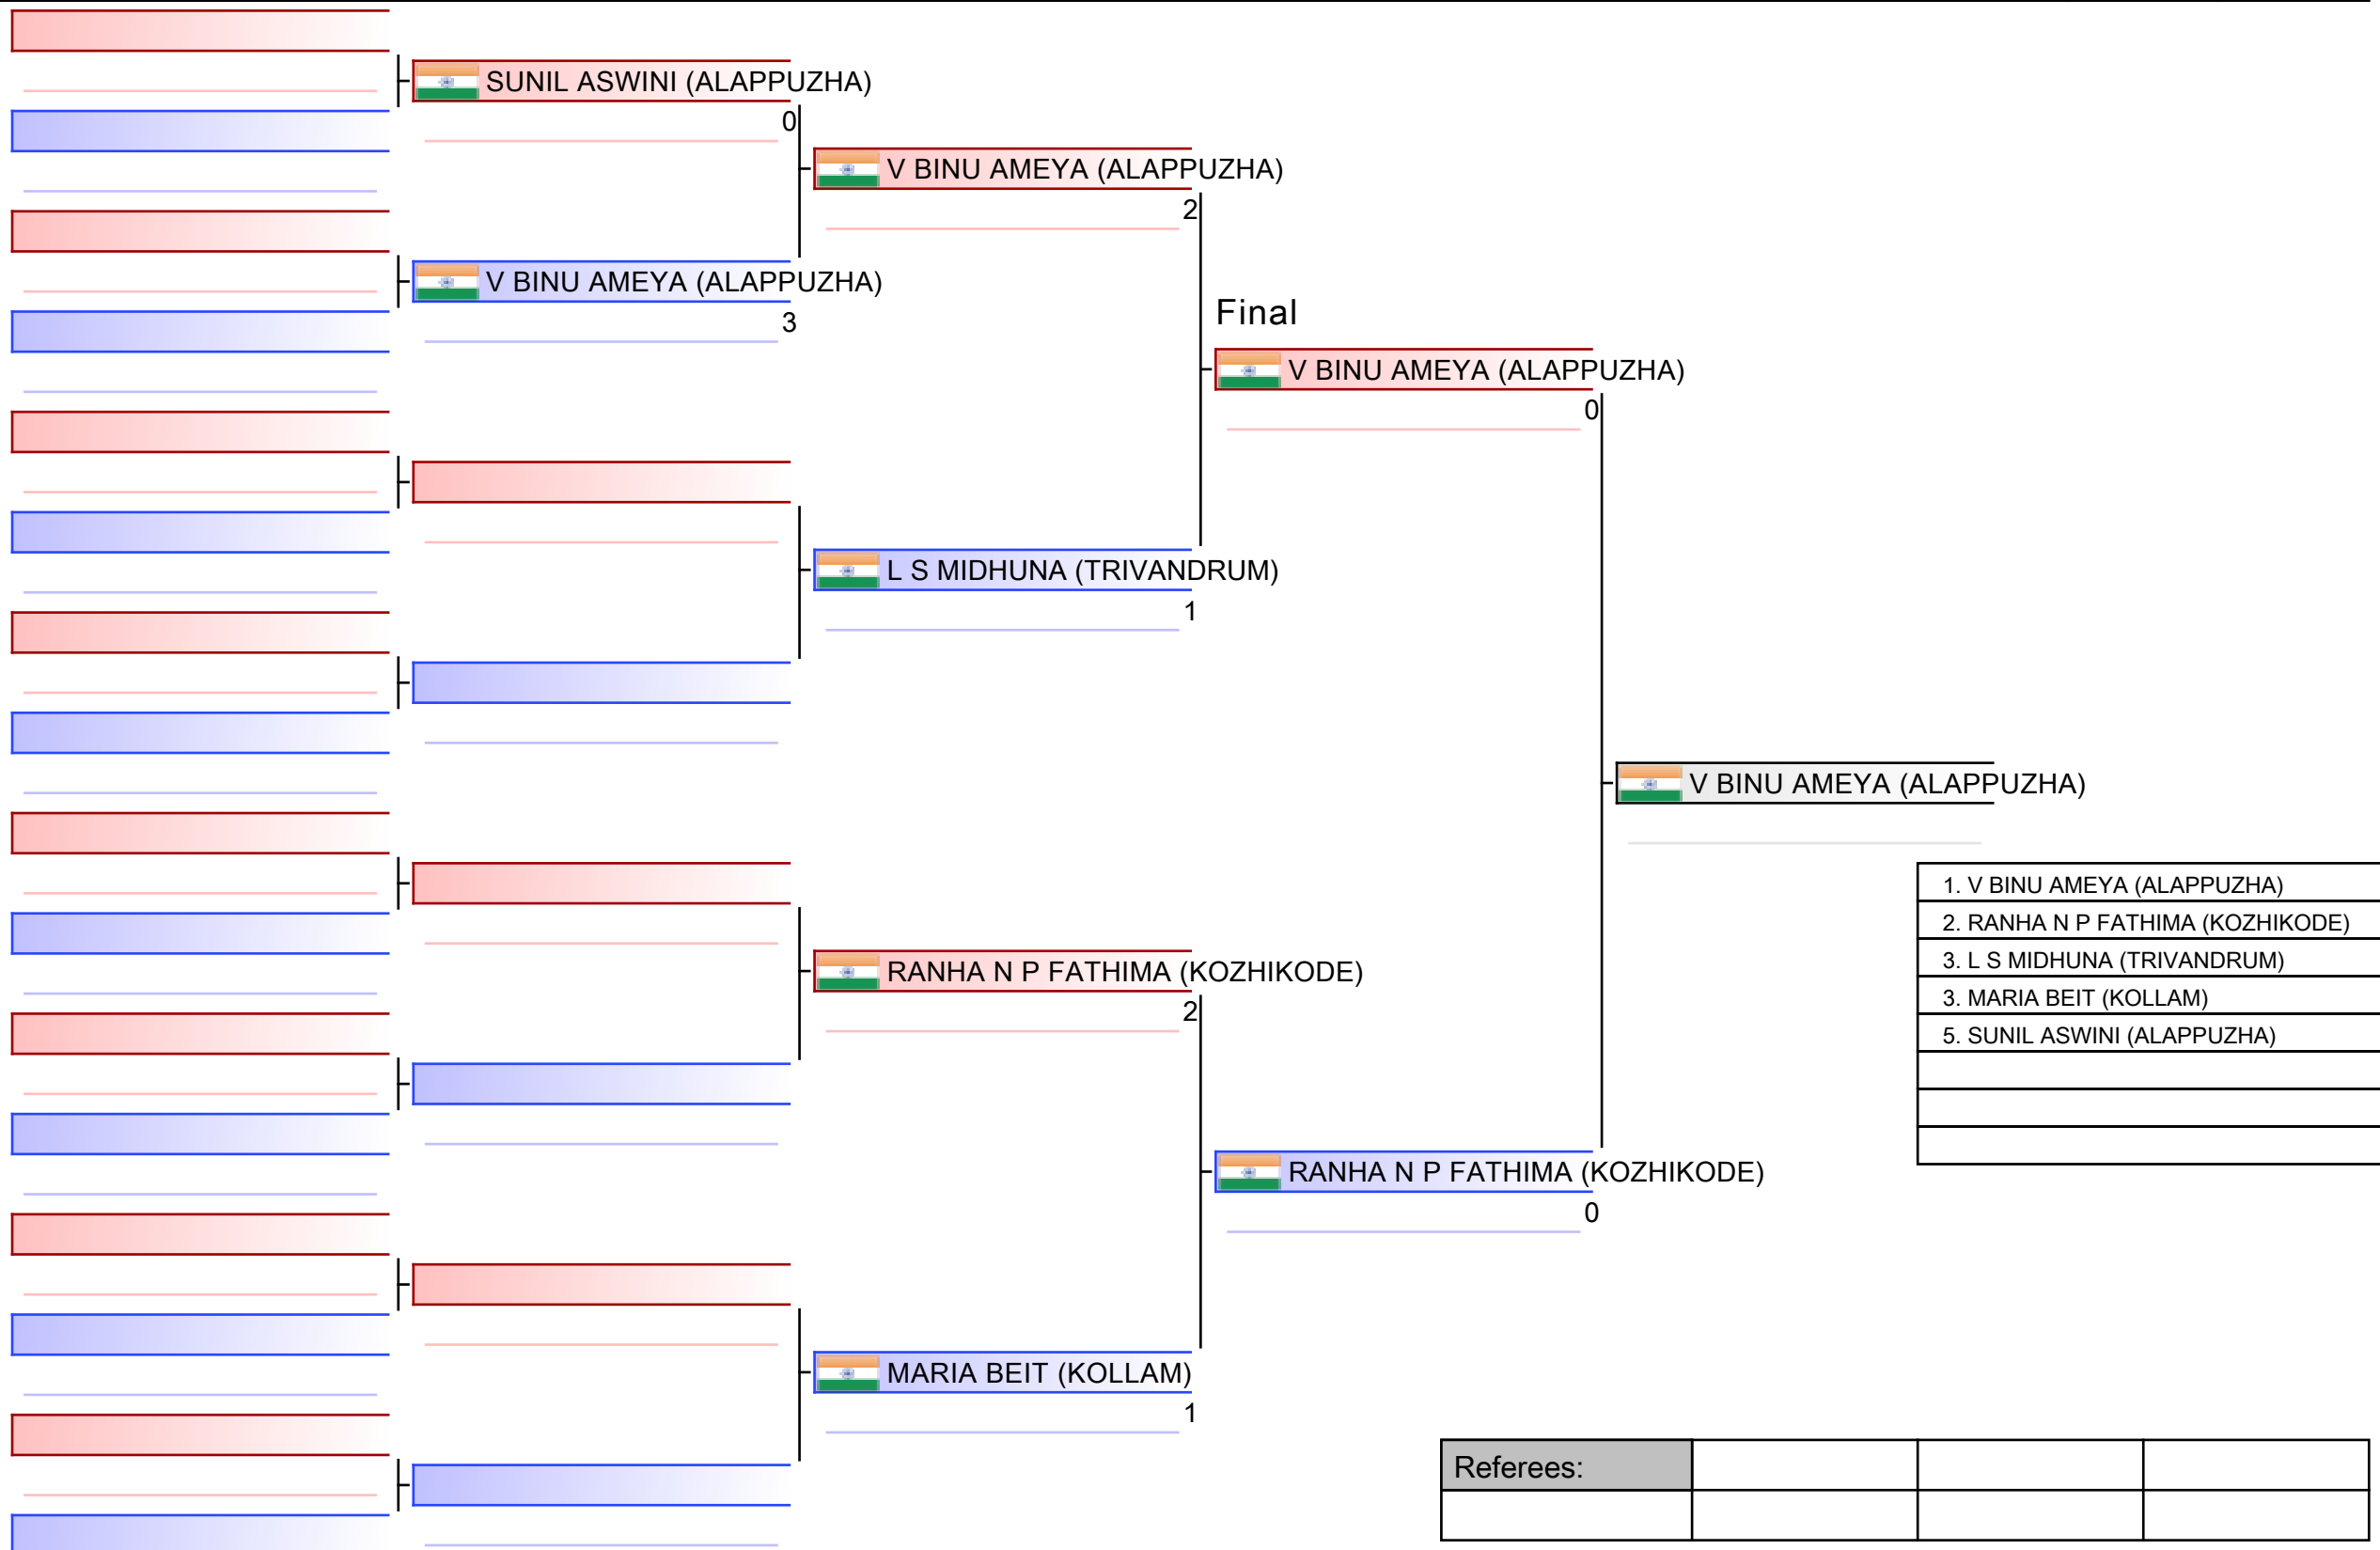 SUNIL ASWINI (ALAPPUZHA)
0
V BINU AMEYA (ALAPPUZHA)
2
V BINU AMEYA (ALAPPUZHA)
3
Final
V BINU AMEYA (ALAPPUZHA)
0
L S MIDHUNA (TRIVANDRUM)
1
V BINU AMEYA (ALAPPUZHA)
1. V BINU AMEYA (ALAPPUZHA)
2. RANHA N P FATHIMA (KOZHIKODE)
3. L S MIDHUNA (TRIVANDRUM)
3. MARIA BEIT (KOLLAM)
5. SUNIL ASWINI (ALAPPUZHA)
RANHA N P FATHIMA (KOZHIKODE)
2
RANHA N P FATHIMA (KOZHIKODE)
0
MARIA BEIT (KOLLAM)
1
Referees: